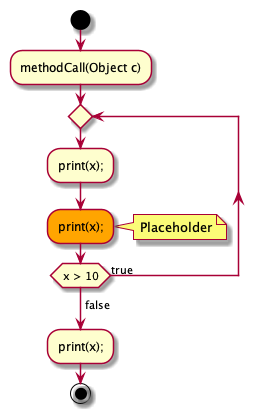 methodCall(Object c)
print(x);
print(x);
Placeholder
x > 10
true
false
print(x);